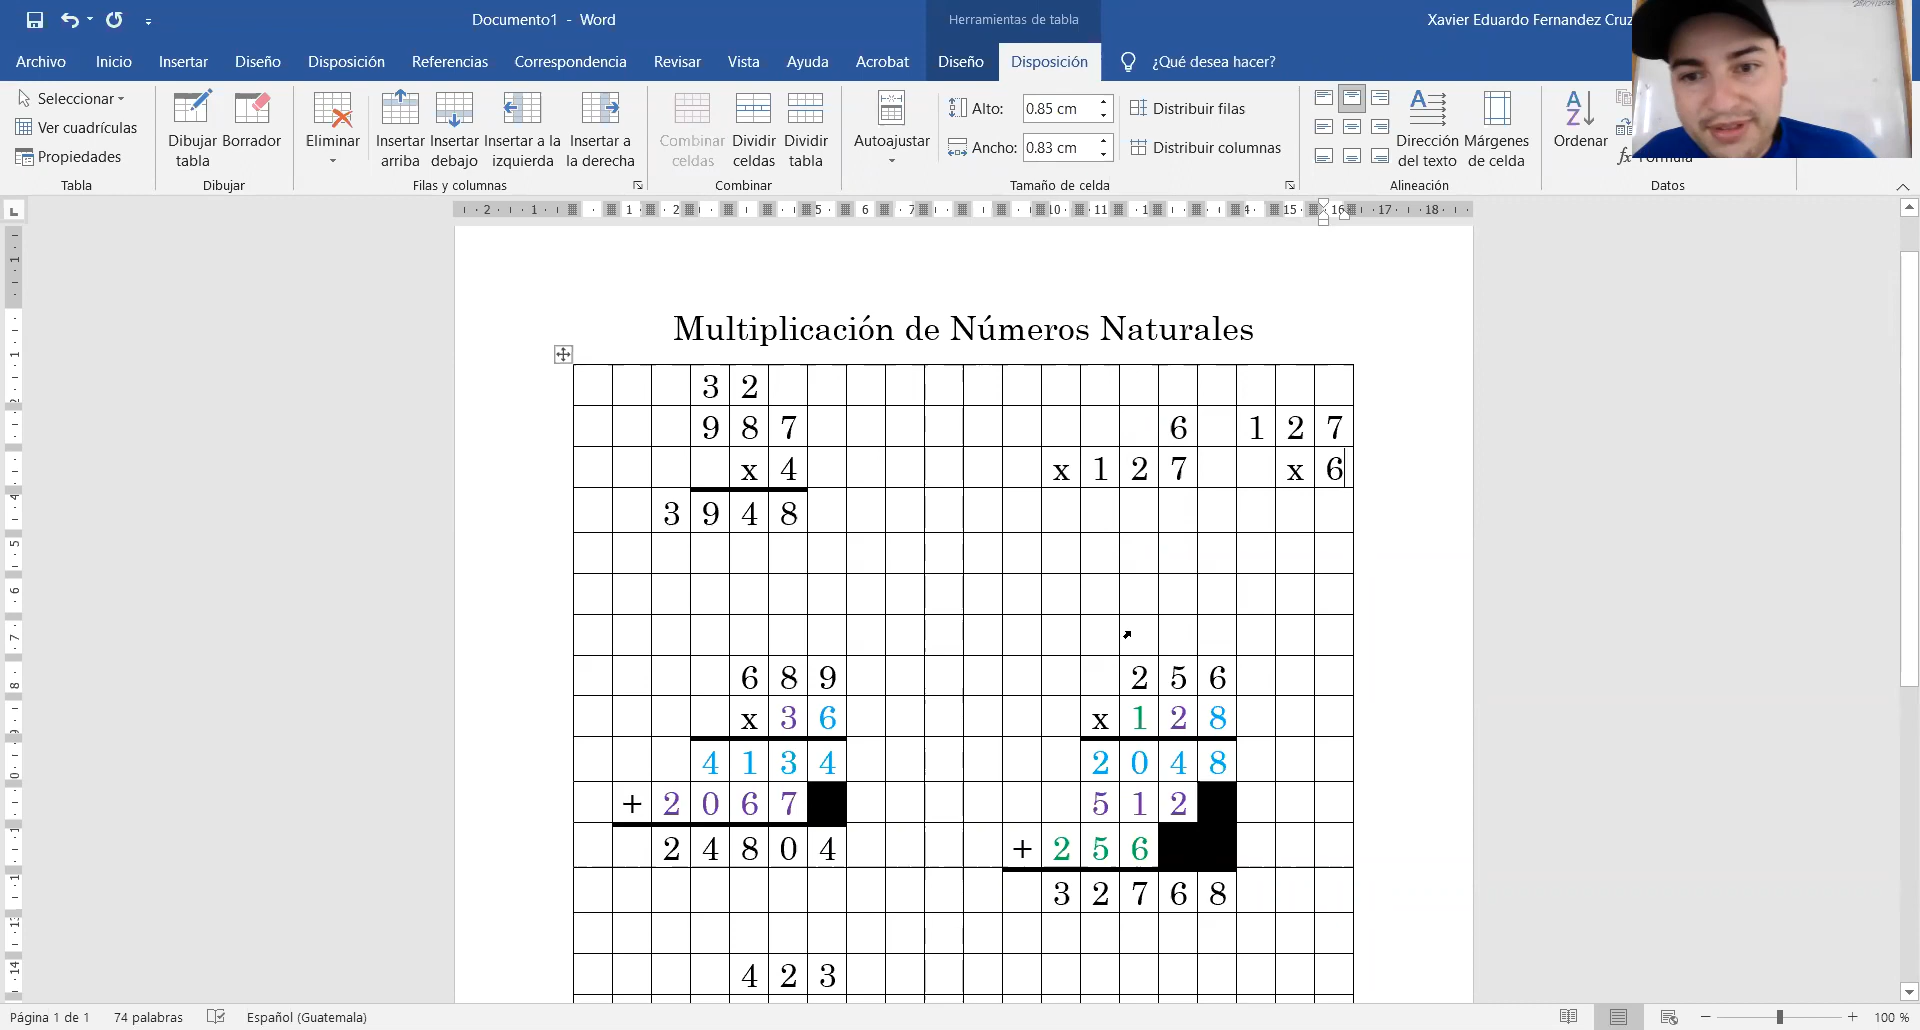 Documento1 - Word
Herramientas de tabla
Xavier Eduardo Fernandez Cruz
Archivo Inicio Insertar Diseño Disposición Referencias Correspondencia Revisar Vista Ayuda Acrobat Diseño Disposición ¿Qué desea hacer?
Seleccionar
Ver cuadrículas
Propiedades
Tabla
Dibujar tabla
Borrador
Dibujar
Eliminar
Insertar arriba
Insertar debajo
Insertar a la izquierda
Insertar a la derecha
Filas y columnas
Combinar celdas
Dividir celdas
Dividir tabla
Combinar
Autoajustar
Alto: 0.85 cm
Distribuir filas
Ancho: 0.83 cm
Distribuir columnas
Tamaño de celda
Dirección del texto
Márgenes de celda
Alineación
Ordenar
Datos
Multiplicación de Números Naturales
3 2
9 8 7 6 1 2 7
x 4 x 1 2 7 x 6
3 9 4 8
6 8 9 2 5 6
x 3 6 x 1 2 8
4 1 3 4 2 0 4 8
+ 2 0 6 7 5 1 2
2 4 8 0 4 + 2 5 6
3 2 7 6 8
4 2 3
Página 1 de 1 74 palabras Español (Guatemala) 100 %